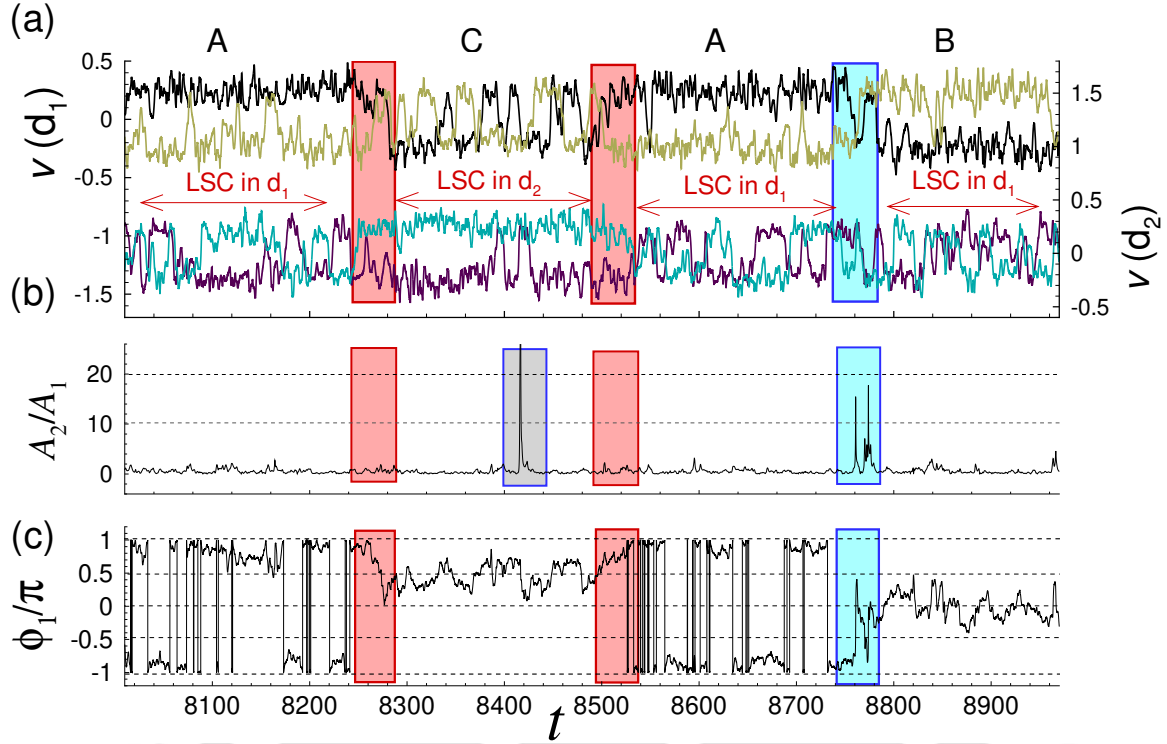 (a)
A C A B
0.5
0
-0.5
-1
-1.5
v (d1)
LSC in d1
LSC in d2
LSC in d1
LSC in d1
1.5
1
0.5
0
-0.5
v (d2)
(b)
20
10
0
A2/A1
(c)
1
0.5
0
-0.5
-1
ϕ1/π
8100 8200 8300 8400 8500 8600 8700 8800 8900
t